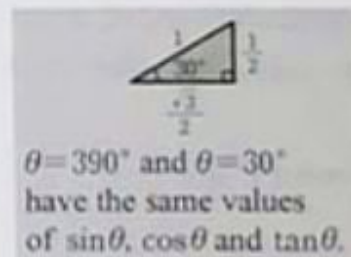 1
30°
1/2
√3/2
θ=390° and θ=30°
have the same values
of sinθ, cosθ and tanθ.